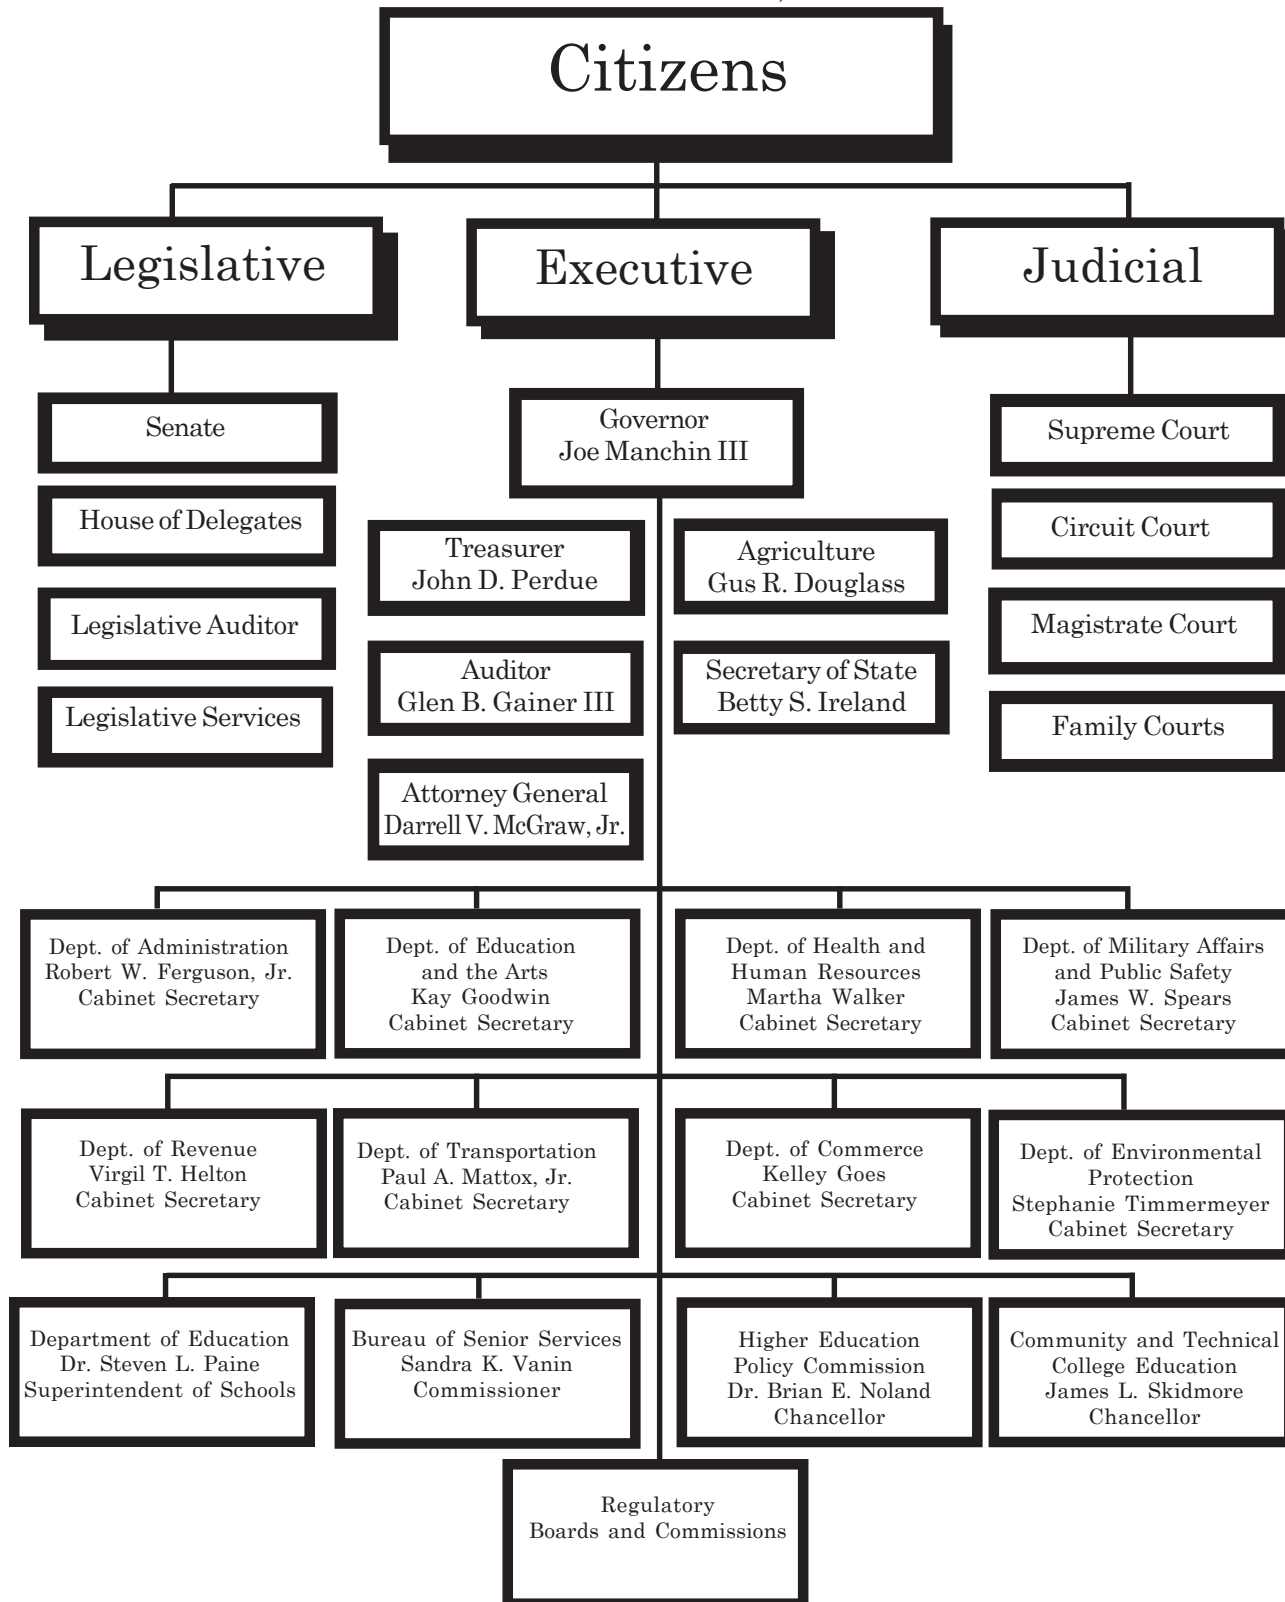 Citizens
Legislative
Executive
Judicial
Senate
House of Delegates
Legislative Auditor
Legislative Services
Governor
Joe Manchin III
Treasurer
John D. Perdue
Agriculture
Gus R. Douglass
Auditor
Glen B. Gainer III
Secretary of State
Betty S. Ireland
Attorney General
Darrell V. McGraw, Jr.
Supreme Court
Circuit Court
Magistrate Court
Family Courts
Dept. of Administration
Robert W. Ferguson, Jr.
Cabinet Secretary
Dept. of Education
and the Arts
Kay Goodwin
Cabinet Secretary
Dept. of Health and
Human Resources
Martha Walker
Cabinet Secretary
Dept. of Military Affairs
and Public Safety
James W. Spears
Cabinet Secretary
Dept. of Revenue
Virgil T. Helton
Cabinet Secretary
Dept. of Transportation
Paul A. Mattox, Jr.
Cabinet Secretary
Dept. of Commerce
Kelley Goes
Cabinet Secretary
Dept. of Environmental
Protection
Stephanie Timmermeyer
Cabinet Secretary
Department of Education
Dr. Steven L. Paine
Superintendent of Schools
Bureau of Senior Services
Sandra K. Vanin
Commissioner
Higher Education
Policy Commission
Dr. Brian E. Noland
Chancellor
Community and Technical
College Education
James L. Skidmore
Chancellor
Regulatory
Boards and Commissions